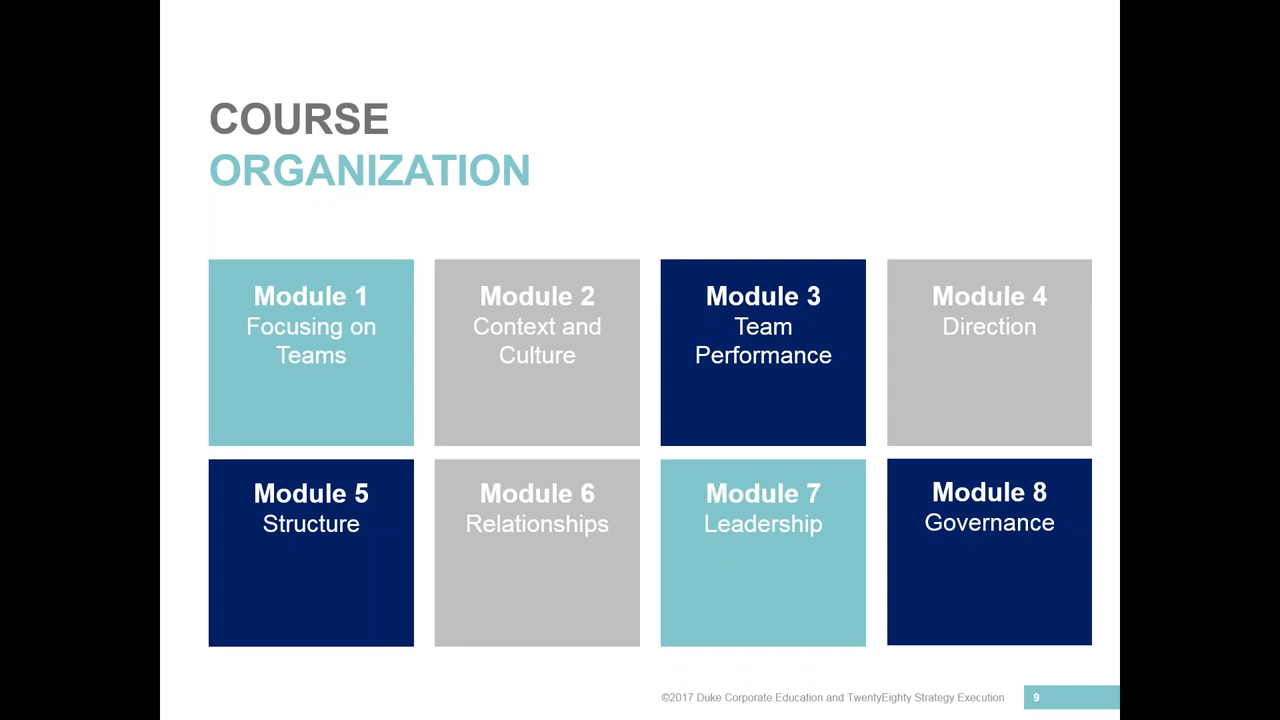 COURSE
ORGANIZATION
Module 1
Focusing on
Teams
Module 2
Context and
Culture
Module 3
Team
Performance
Module 4
Direction
Module 5
Structure
Module 6
Relationships
Module 7
Leadership
Module 8
Governance
©2017 Duke Corporate Education and TwentyEighty Strategy Execution
9